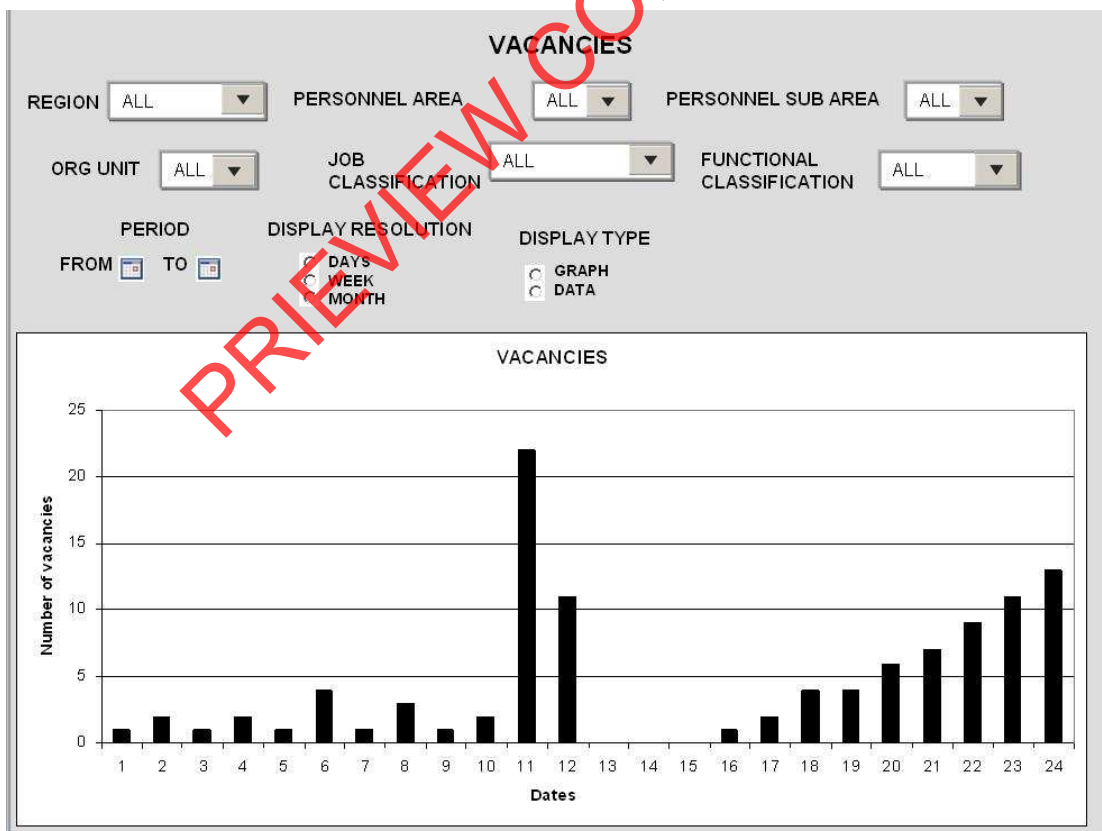 VACANCIES
REGION ALL PERSONNEL AREA ALL PERSONNEL SUB AREA ALL
ORG UNIT ALL JOB CLASSIFICATION ALL FUNCTIONAL CLASSIFICATION ALL
PERIOD
FROM TO
DISPLAY RESOLUTION
DAYS
WEEK
MONTH
DISPLAY TYPE
GRAPH
DATA
PRIEVIEW CO
VACANCIES
Number of vacancies
25
20
15
10
5
0
1 2 3 4 5 6 7 8 9 10 11 12 13 14 15 16 17 18 19 20 21 22 23 24
Dates